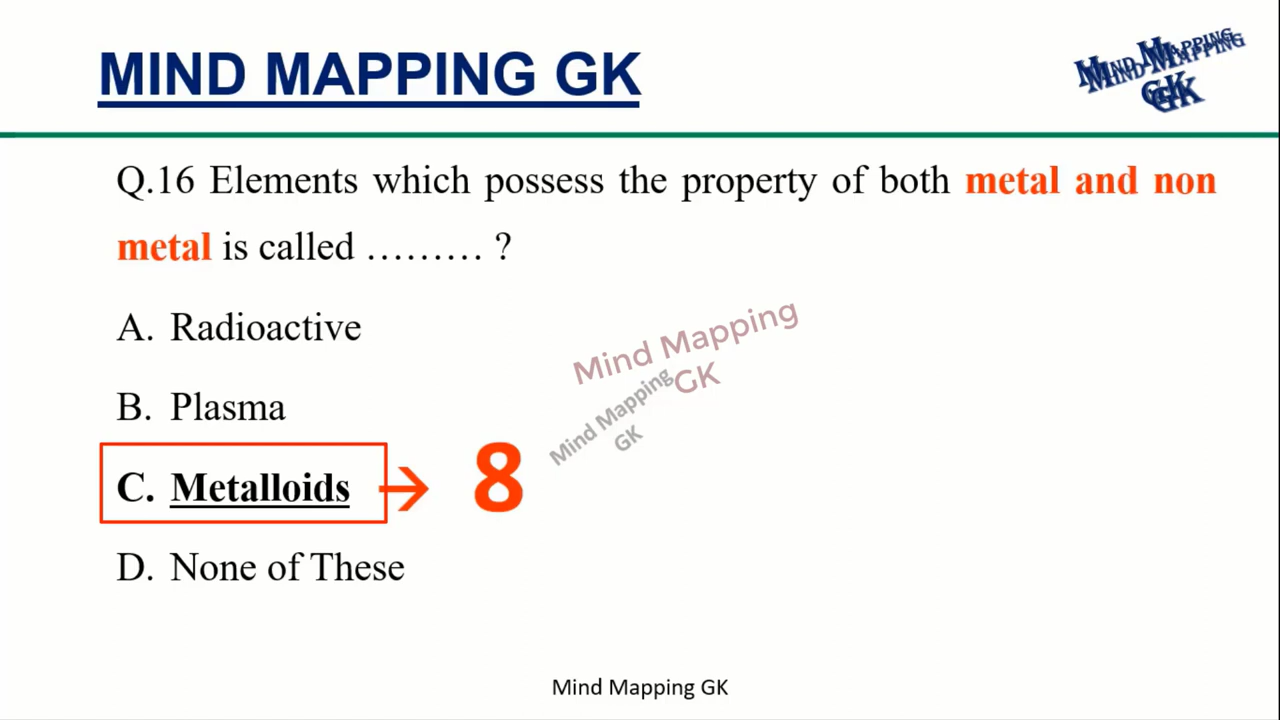 MIND MAPPING GK
MIND MAPPING
GK
Q.16 Elements which possess the property of both metal and non
metal is called ……… ?
A. Radioactive
Mind Mapping
GK
B. Plasma
Mind Mapping
GK
C. Metalloids → 8
D. None of These
Mind Mapping GK